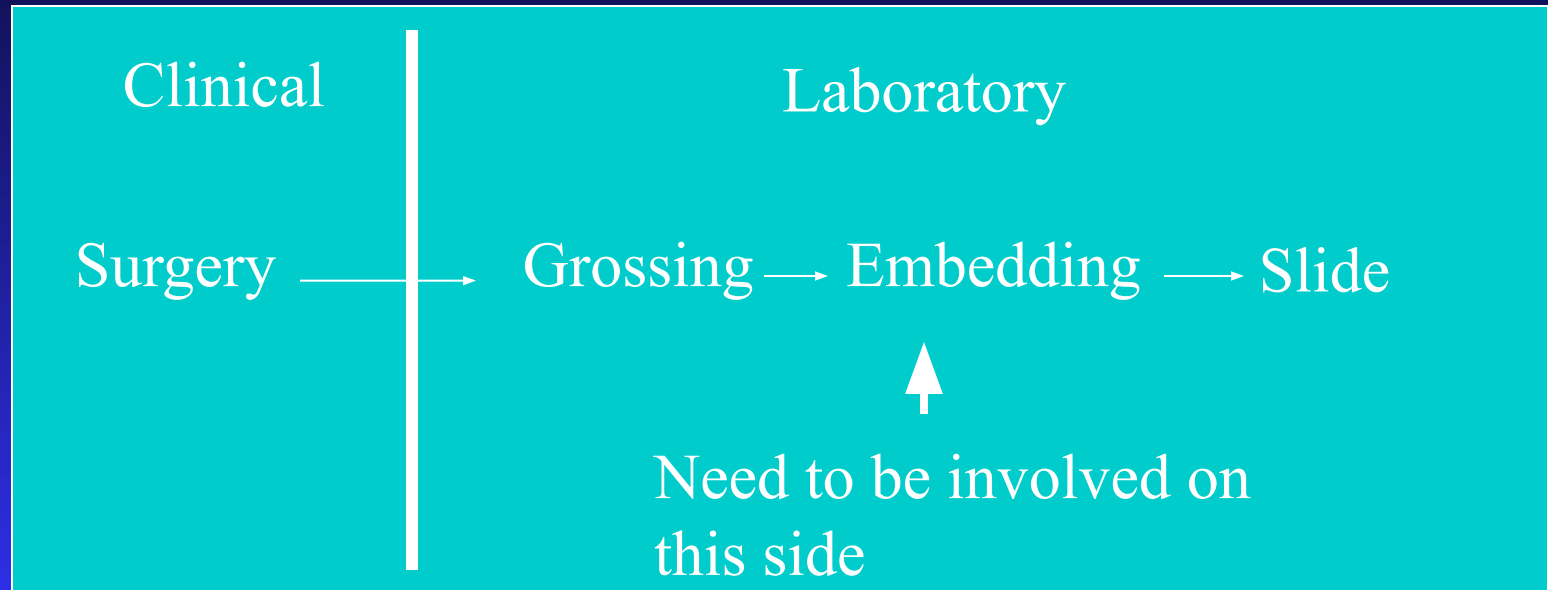 Clinical
Laboratory
Surgery
Grossing
Embedding
Slide
Need to be involved on
this side